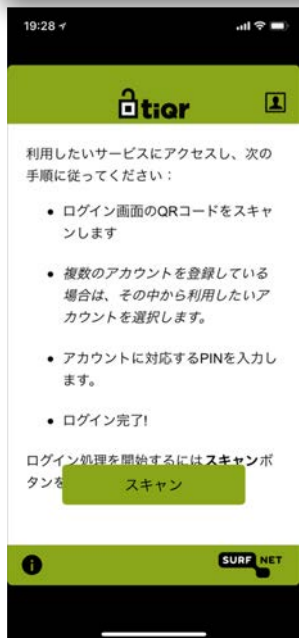 19:28
tiqr
利用したいサービスにアクセスし、次の
手順に従ってください：
• ログイン画面のQRコードをスキャ
ンします
• 複数のアカウントを登録している
場合は、その中から利用したいア
カウントを選択します。
• アカウントに対応するPINを入力し
ます。
• ログイン完了!
ログイン処理を開始するにはスキャンボ
タンを
スキャン
SURF NET